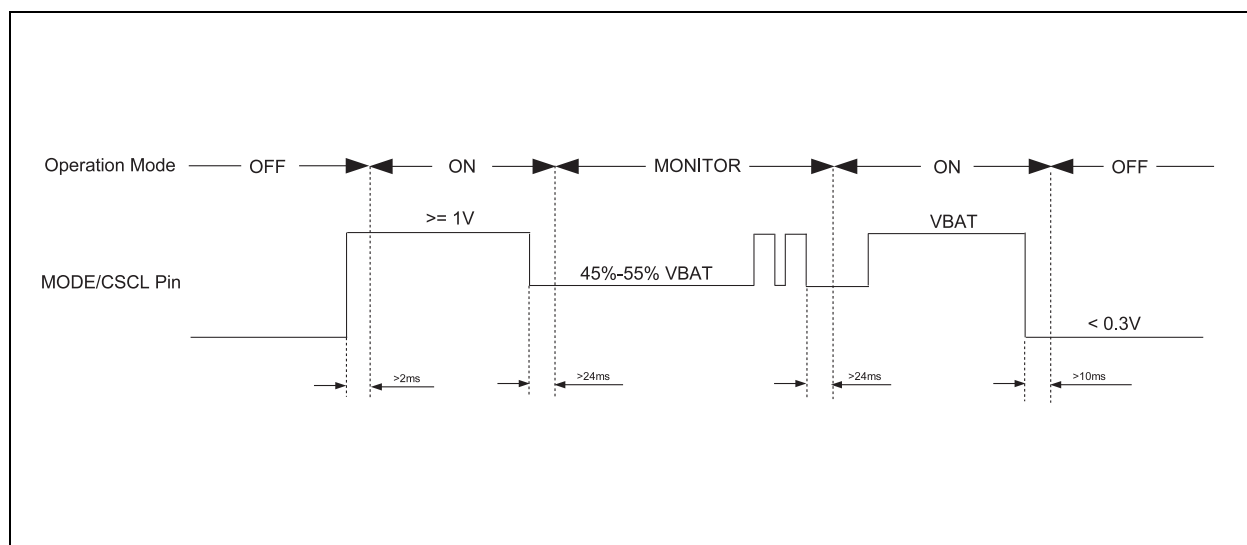 Operation Mode OFF ON MONITOR ON OFF
>= 1V VBAT
MODE/CSCL Pin 45%-55% VBAT < 0.3V
>2ms >24ms >24ms >10ms